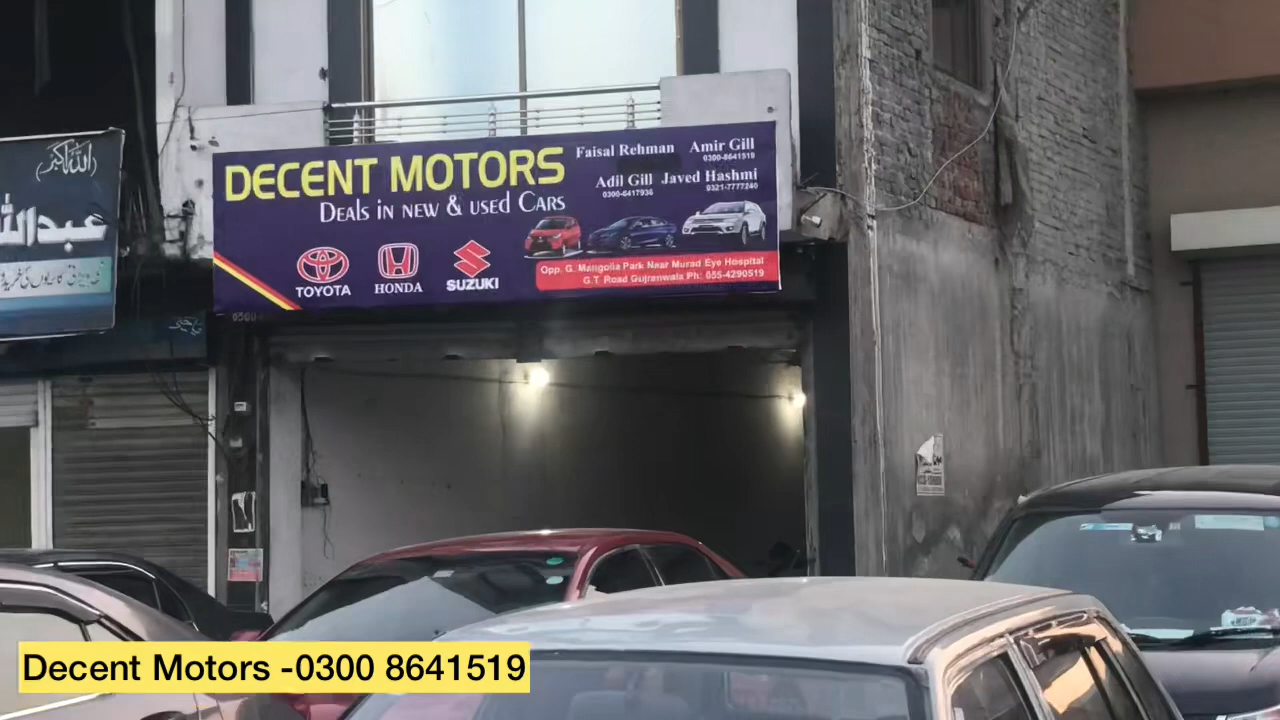 اللہ اکبر
عبداللہ
DECENT MOTORS
DEALS IN NEW & USED CARS
Faisal Rehman
Amir Gill
0300-8641519
Adil Gill
0300-6417936
Javed Hashmi
0321-7777240
TOYOTA
HONDA
SUZUKI
Opp. G. Mangolia Park Near Murad Eye Hospital
G.T. Road Gujranwala Ph: 055-4290519
Decent Motors -0300 8641519